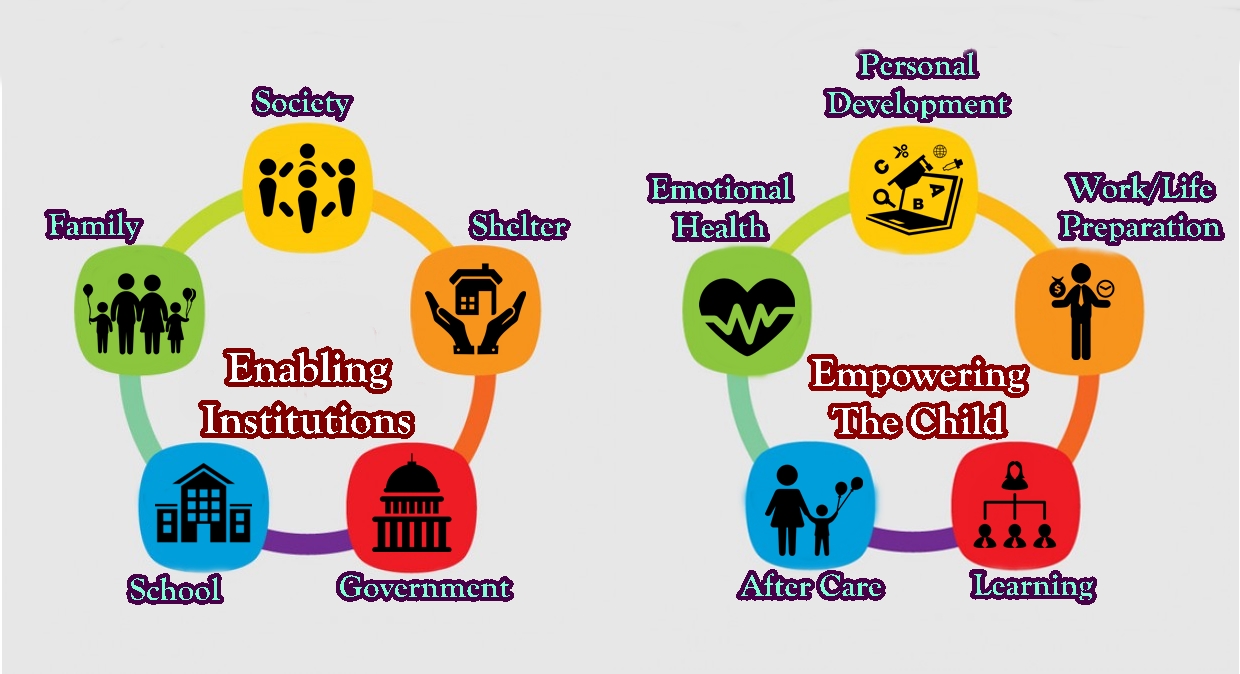 Society
Family
Shelter
Enabling
Institutions
School
Government
Personal
Development
Emotional
Health
Work/Life
Preparation
C
A
B
$
Empowering
The Child
After Care
Learning